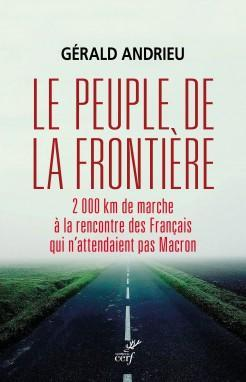 GÉRALD ANDRIEU
LE PEUPLE DE
LA FRONTIÈRE
2 000 km de marche
à la rencontre des Français
qui n'attendaient pas Macron
cerf